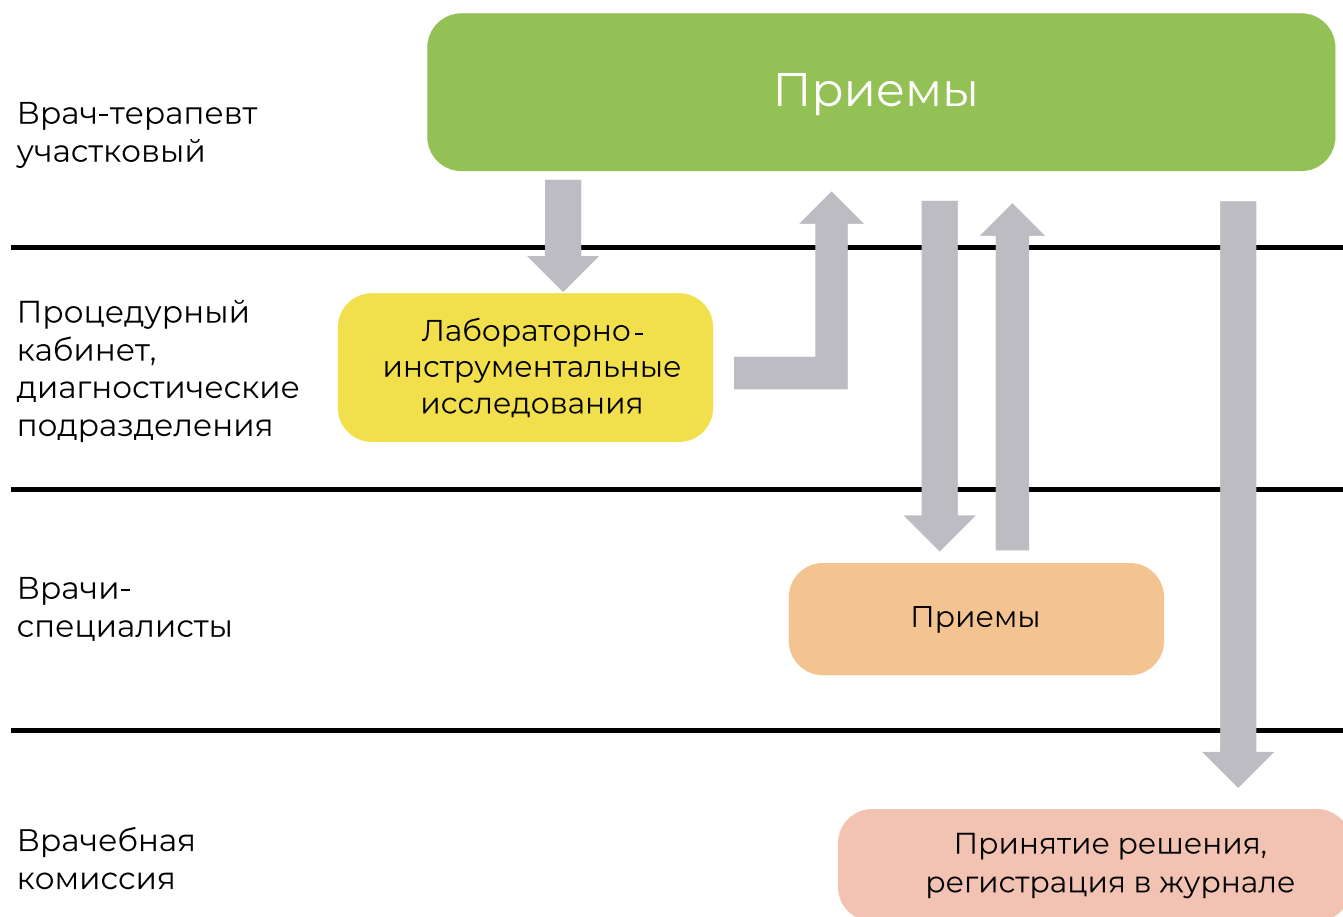 Приемы
Врач-терапевт
участковый
Процедурный
кабинет,
диагностические
подразделения
Лабораторно-
инструментальные
исследования
Врачи-
специалисты
Приемы
Врачебная
комиссия
Принятие решения,
регистрация в журнале